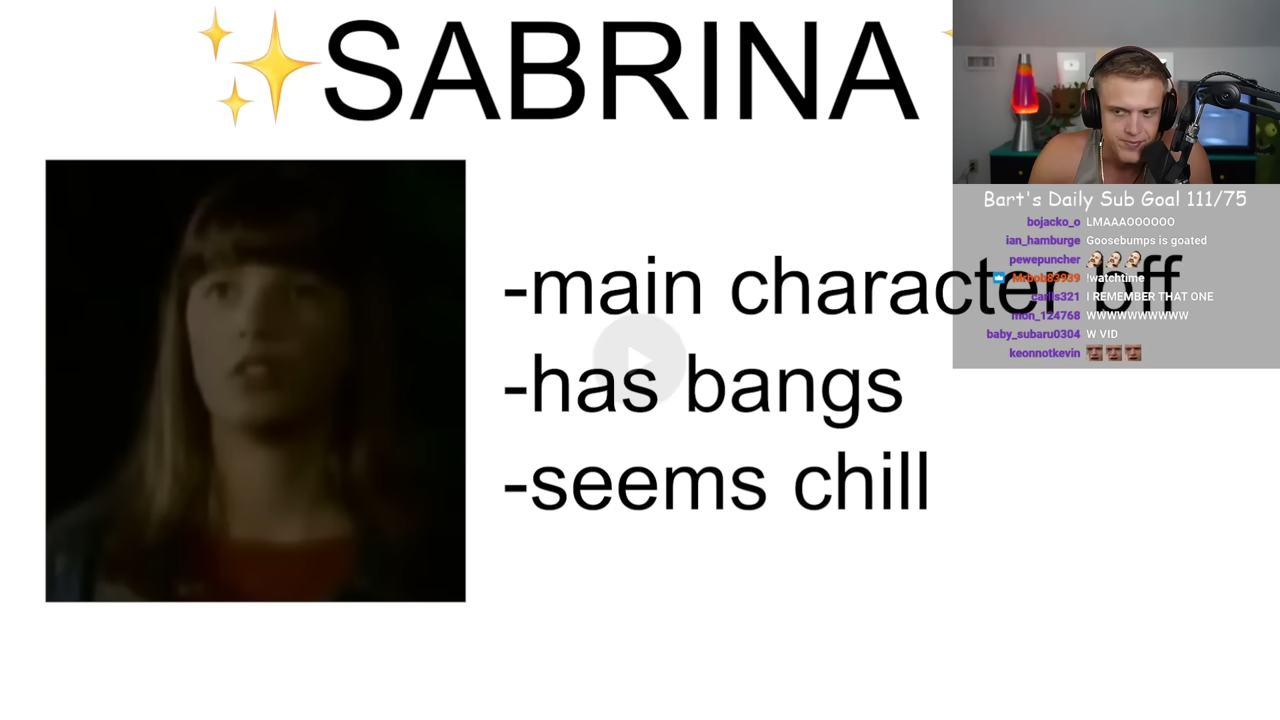 ✨SABRINA
-main character bff
-has bangs
-seems chill
Bart's Daily Sub Goal 111/75
bojacko_o LMAAAOOOOOO
ian_hamburge Goosebumps is goated
pewepuncher
!watchtime
I REMEMBER THAT ONE
mon_124768 WWWWWWWWWW
baby_subaru0304 W VID
keonnotkevin